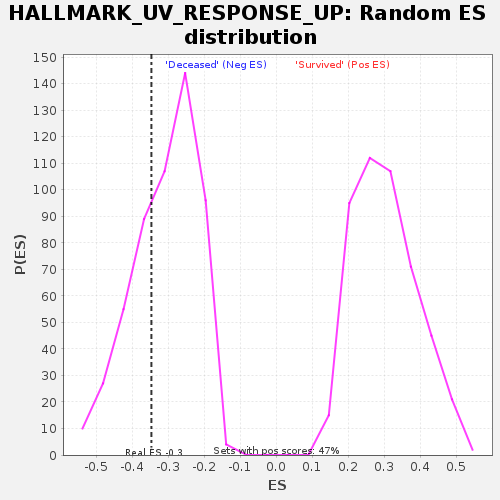 HALLMARK_UV_RESPONSE_UP: Random ES
distribution
'Deceased' (Neg ES) 'Survived' (Pos ES)
P(ES)
150
140
130
120
110
100
90
80
70
60
50
40
30
20
10
0
Real ES -0.3 Sets with pos scores: 47%
-0.5 -0.4 -0.3 -0.2 -0.1 0.0 0.1 0.2 0.3 0.4 0.5
ES